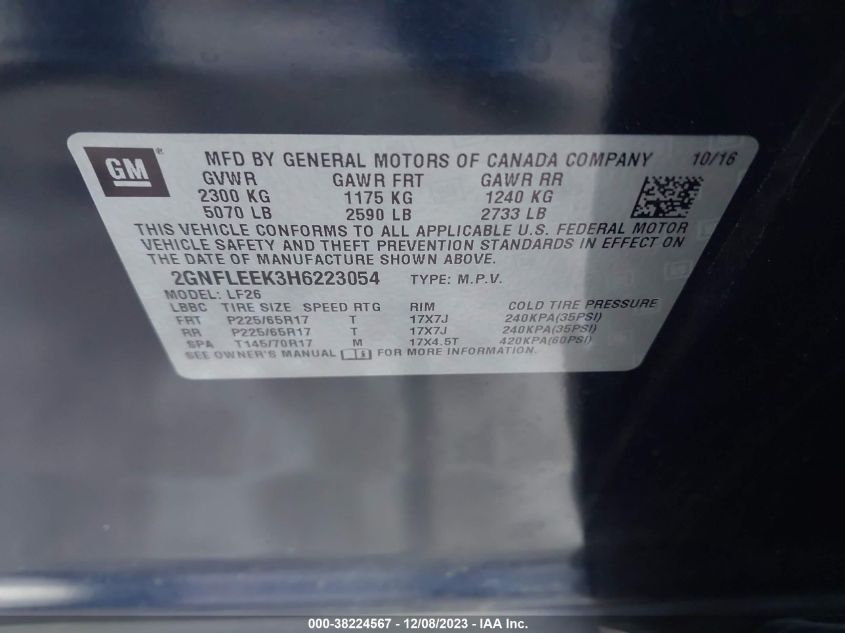 GM ® MFD BY GENERAL MOTORS OF CANADA COMPANY 10/16
GVWR GAWR FRT GAWR RR
2300 KG 1175 KG 1240 KG
5070 LB 2590 LB 2733 LB
THIS VEHICLE CONFORMS TO ALL APPLICABLE U.S. FEDERAL MOTOR
VEHICLE SAFETY AND THEFT PREVENTION STANDARDS IN EFFECT ON
THE DATE OF MANUFACTURE SHOWN ABOVE.
2GNFLEEK3H6223054 TYPE: M.P.V.
MODEL: LF26
LBBC TIRE SIZE SPEED RTG RIM COLD TIRE PRESSURE
FRT P225/65R17 T 17X7J 240KPA(35PSI)
RR P225/65R17 T 17X7J 240KPA(35PSI)
SPA T145/70R17 M 17X4.5T 420KPA(60PSI)
SEE OWNER'S MANUAL FOR MORE INFORMATION.
000-38224567 - 12/08/2023 - IAA Inc.